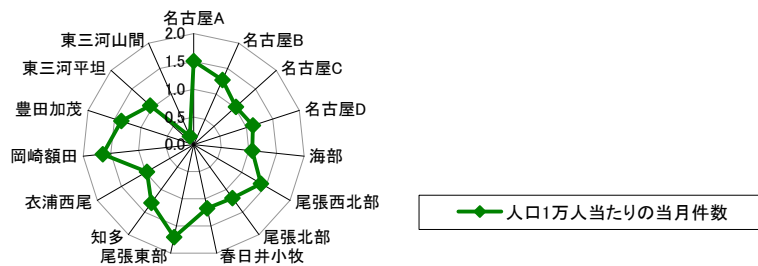 名古屋A
名古屋B
名古屋C
名古屋D
海部
尾張西北部
尾張北部
春日井小牧
尾張東部
知多
衣浦西尾
岡崎額田
豊田加茂
東三河平坦
東三河山間
2.0
1.5
1.0
0.5
0.0
人口1万人当たりの当月件数